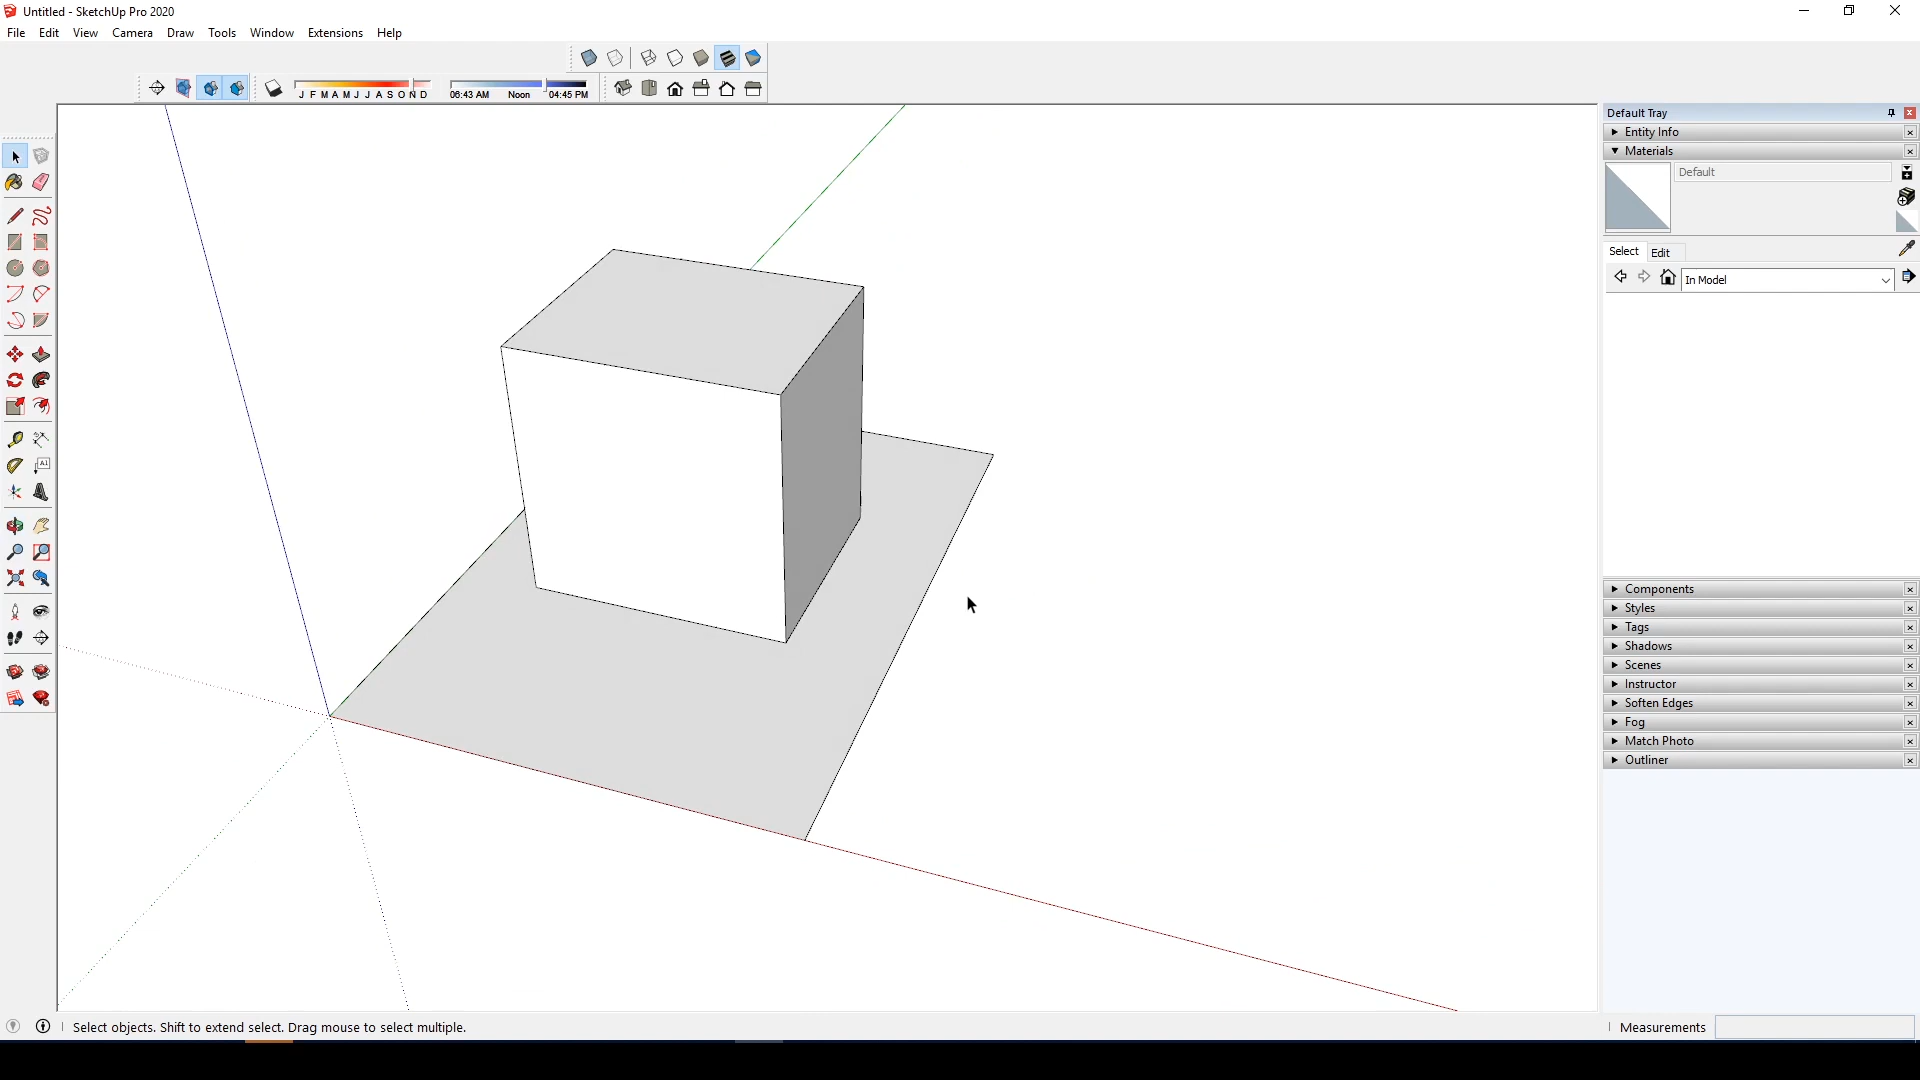 Untitled - SketchUp Pro 2020
File Edit View Camera Draw Tools Window Extensions Help
J F M A M J J A S O N D 06:43 AM Noon 04:45 PM
Default Tray
Entity Info
Materials
Default
Select Edit
In Model
A1
Components
Styles
Tags
Shadows
Scenes
Instructor
Soften Edges
Fog
Match Photo
Outliner
Select objects. Shift to extend select. Drag mouse to select multiple.
Measurements